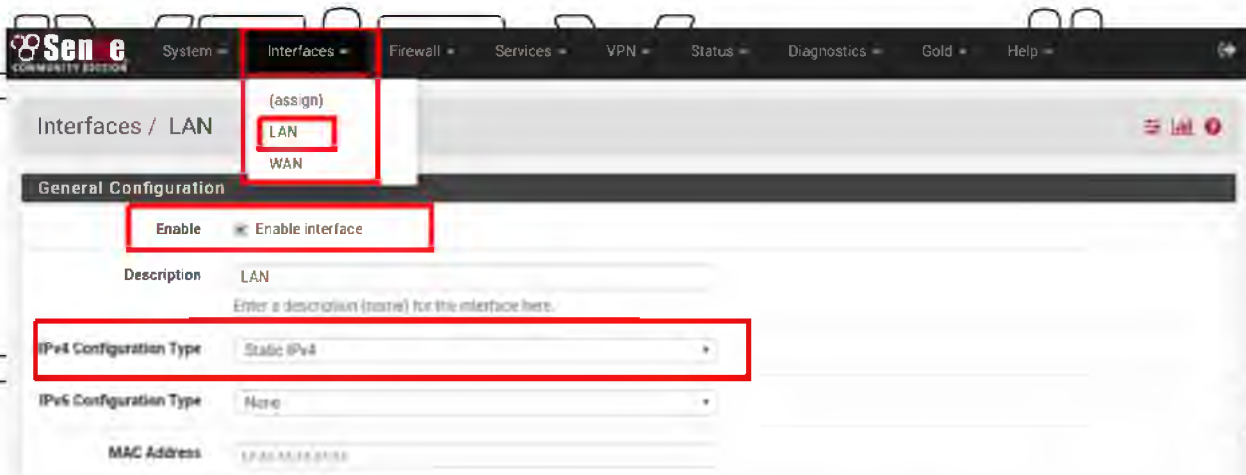 Sen e System Interfaces Firewall Services VPN Status Diagnostics Gold Help
COMMUNITY EDITION
(assign)
Interfaces / LAN
LAN
WAN
General Configuration
Enable Enable interface
Description LAN
Enter a description (name) for the interface here.
IPv4 Configuration Type Static IPv4
IPv6 Configuration Type None
MAC Address